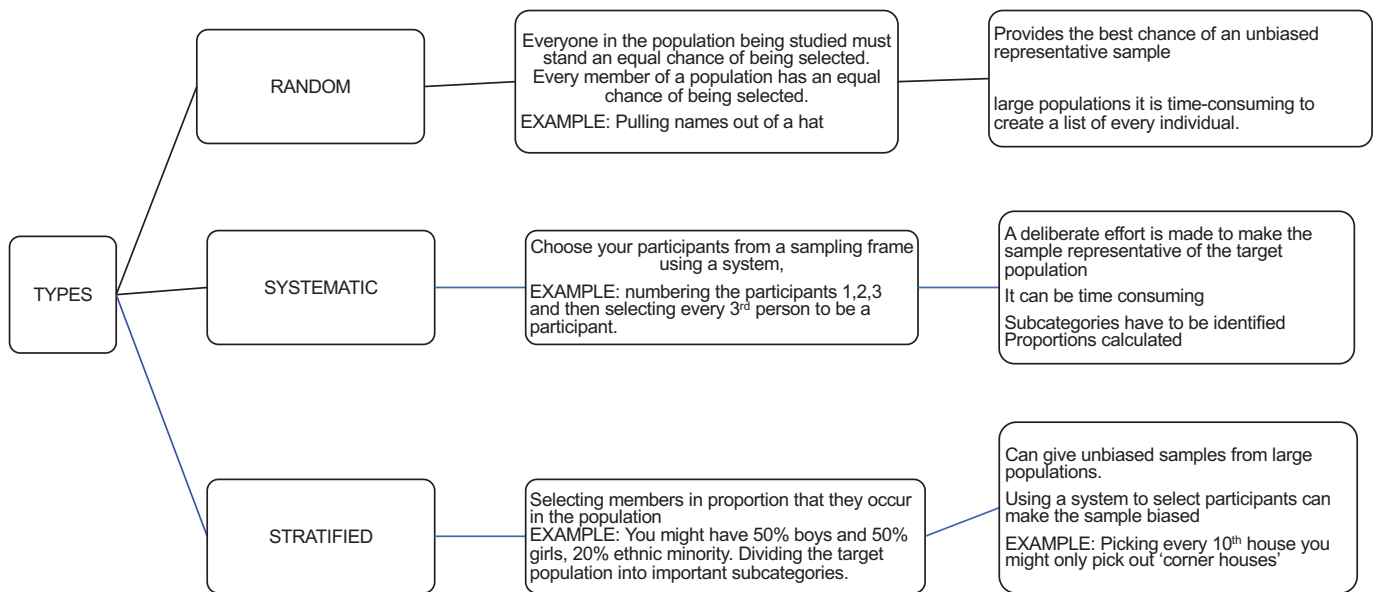 TYPES
RANDOM
Everyone in the population being studied must
stand an equal chance of being selected.
Every member of a population has an equal
chance of being selected.
EXAMPLE: Pulling names out of a hat
Provides the best chance of an unbiased
representative sample
large populations it is time-consuming to
create a list of every individual.
SYSTEMATIC
Choose your participants from a sampling frame
using a system,
EXAMPLE: numbering the participants 1,2,3
and then selecting every 3rd person to be a
participant.
A deliberate effort is made to make the
sample representative of the target
population
It can be time consuming
Subcategories have to be identified
Proportions calculated
STRATIFIED
Selecting members in proportion that they occur
in the population
EXAMPLE: You might have 50% boys and 50%
girls, 20% ethnic minority. Dividing the target
population into important subcategories.
Can give unbiased samples from large
populations.
Using a system to select participants can
make the sample biased
EXAMPLE: Picking every 10th house you
might only pick out ‘corner houses’